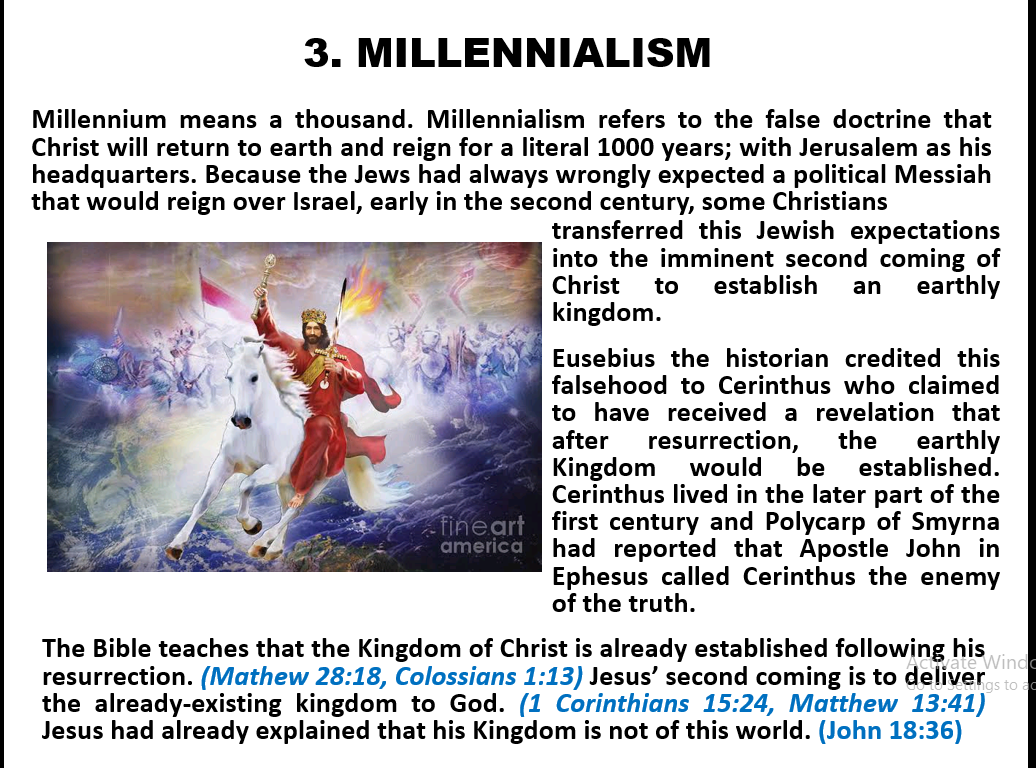 3. MILLENNIALISM
Millennium means a thousand. Millennialism refers to the false doctrine that
Christ will return to earth and reign for a literal 1000 years; with Jerusalem as his
headquarters. Because the Jews had always wrongly expected a political Messiah
that would reign over Israel, early in the second century, some Christians
transferred this Jewish expectations
into the imminent second coming of
Christ to establish an earthly
kingdom.
Eusebius the historian credited this
falsehood to Cerinthus who claimed
to have received a revelation that
after resurrection, the earthly
Kingdom would be established.
Cerinthus lived in the later part of the
first century and Polycarp of Smyrna
had reported that Apostle John in
Ephesus called Cerinthus the enemy
of the truth.
fineart
america
The Bible teaches that the Kingdom of Christ is already established following his
resurrection. (Mathew 28:18, Colossians 1:13) Jesus’ second coming is to deliver
the already-existing kingdom to God. (1 Corinthians 15:24, Matthew 13:41)
Jesus had already explained that his Kingdom is not of this world. (John 18:36)
Activate Windo
Go to Settings to ac